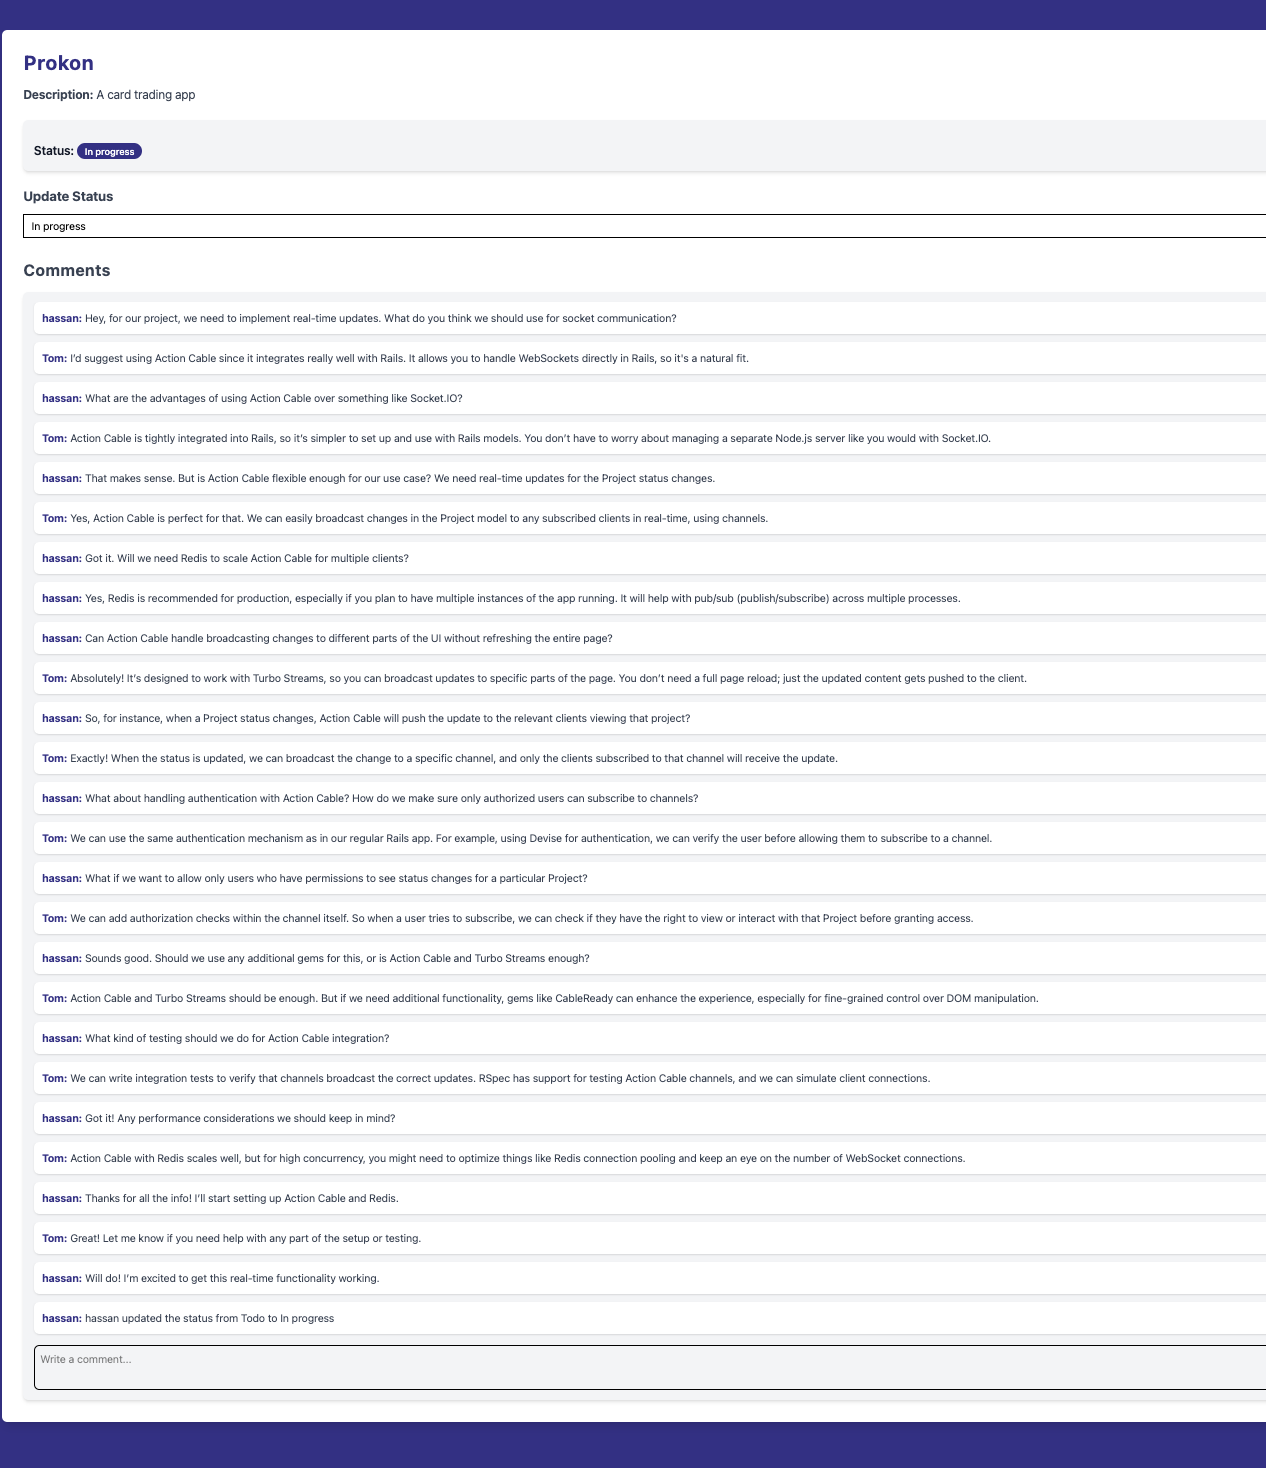 Prokon
Description: A card trading app
Status: In progress
Update Status
In progress
Comments
hassan: Hey, for our project, we need to implement real-time updates. What do you think we should use for socket communication?
Tom: I’d suggest using Action Cable since it integrates really well with Rails. It allows you to handle WebSockets directly in Rails, so it's a natural fit.
hassan: What are the advantages of using Action Cable over something like Socket.IO?
Tom: Action Cable is tightly integrated into Rails, so it’s simpler to set up and use with Rails models. You don’t have to worry about managing a separate Node.js server like you would with Socket.IO.
hassan: That makes sense. But is Action Cable flexible enough for our use case? We need real-time updates for the Project status changes.
Tom: Yes, Action Cable is perfect for that. We can easily broadcast changes in the Project model to any subscribed clients in real-time, using channels.
hassan: Got it. Will we need Redis to scale Action Cable for multiple clients?
hassan: Yes, Redis is recommended for production, especially if you plan to have multiple instances of the app running. It will help with pub/sub (publish/subscribe) across multiple processes.
hassan: Can Action Cable handle broadcasting changes to different parts of the UI without refreshing the entire page?
Tom: Absolutely! It’s designed to work with Turbo Streams, so you can broadcast updates to specific parts of the page. You don’t need a full page reload; just the updated content gets pushed to the client.
hassan: So, for instance, when a Project status changes, Action Cable will push the update to the relevant clients viewing that project?
Tom: Exactly! When the status is updated, we can broadcast the change to a specific channel, and only the clients subscribed to that channel will receive the update.
hassan: What about handling authentication with Action Cable? How do we make sure only authorized users can subscribe to channels?
Tom: We can use the same authentication mechanism as in our regular Rails app. For example, using Devise for authentication, we can verify the user before allowing them to subscribe to a channel.
hassan: What if we want to allow only users who have permissions to see status changes for a particular Project?
Tom: We can add authorization checks within the channel itself. So when a user tries to subscribe, we can check if they have the right to view or interact with that Project before granting access.
hassan: Sounds good. Should we use any additional gems for this, or is Action Cable and Turbo Streams enough?
Tom: Action Cable and Turbo Streams should be enough. But if we need additional functionality, gems like CableReady can enhance the experience, especially for fine-grained control over DOM manipulation.
hassan: What kind of testing should we do for Action Cable integration?
Tom: We can write integration tests to verify that channels broadcast the correct updates. RSpec has support for testing Action Cable channels, and we can simulate client connections.
hassan: Got it! Any performance considerations we should keep in mind?
Tom: Action Cable with Redis scales well, but for high concurrency, you might need to optimize things like Redis connection pooling and keep an eye on the number of WebSocket connections.
hassan: Thanks for all the info! I’ll start setting up Action Cable and Redis.
Tom: Great! Let me know if you need help with any part of the setup or testing.
hassan: Will do! I’m excited to get this real-time functionality working.
hassan: hassan updated the status from Todo to In progress
Write a comment...